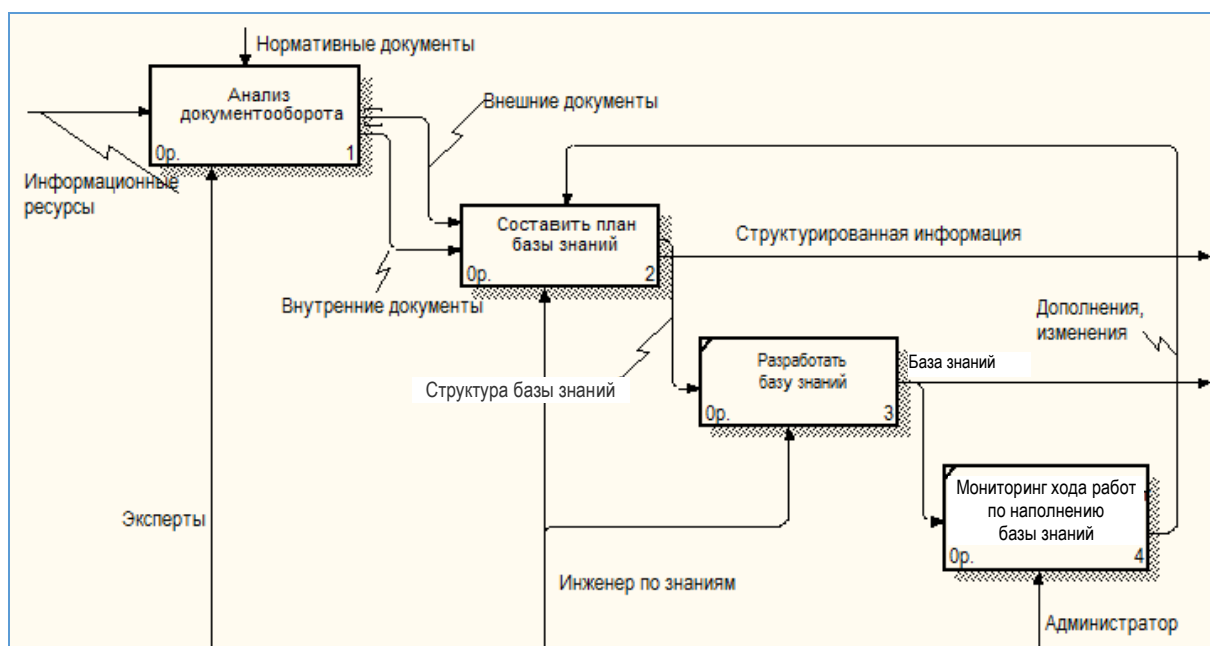 Нормативные документы
Анализ
документооборота
0р.
1
Внешние документы
Информационные
ресурсы
Составить план
базы знаний
0р.
2
Структурированная информация
Внутренние документы
Дополнения,
изменения
Разработать
базу знаний
0р.
3
База знаний
Структура базы знаний
Мониторинг хода работ
по наполнению
базы знаний
0р.
4
Эксперты
Инженер по знаниям
Администратор